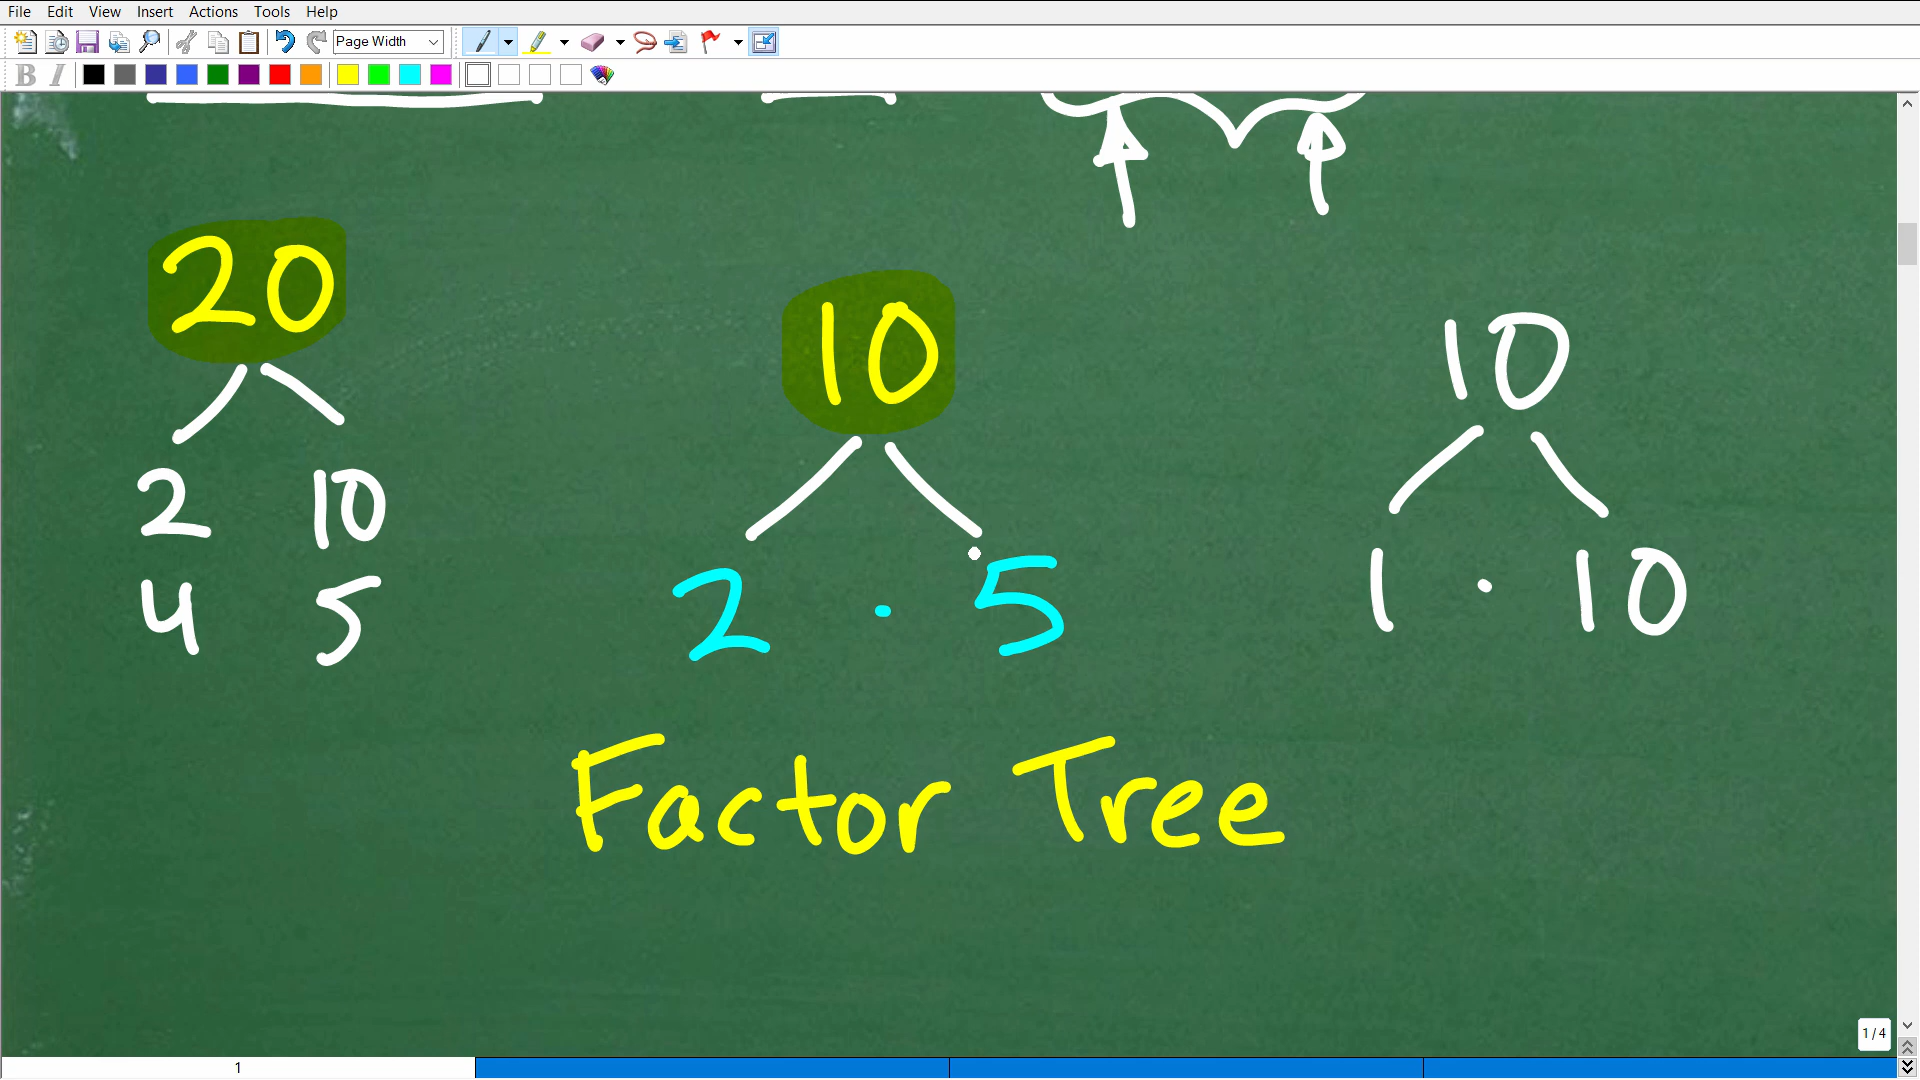 File Edit View Insert Actions Tools Help
Page Width
B I
20 10 10
2 10 2 · 5 1 · 10
4 5
Factor Tree
1 / 4
1